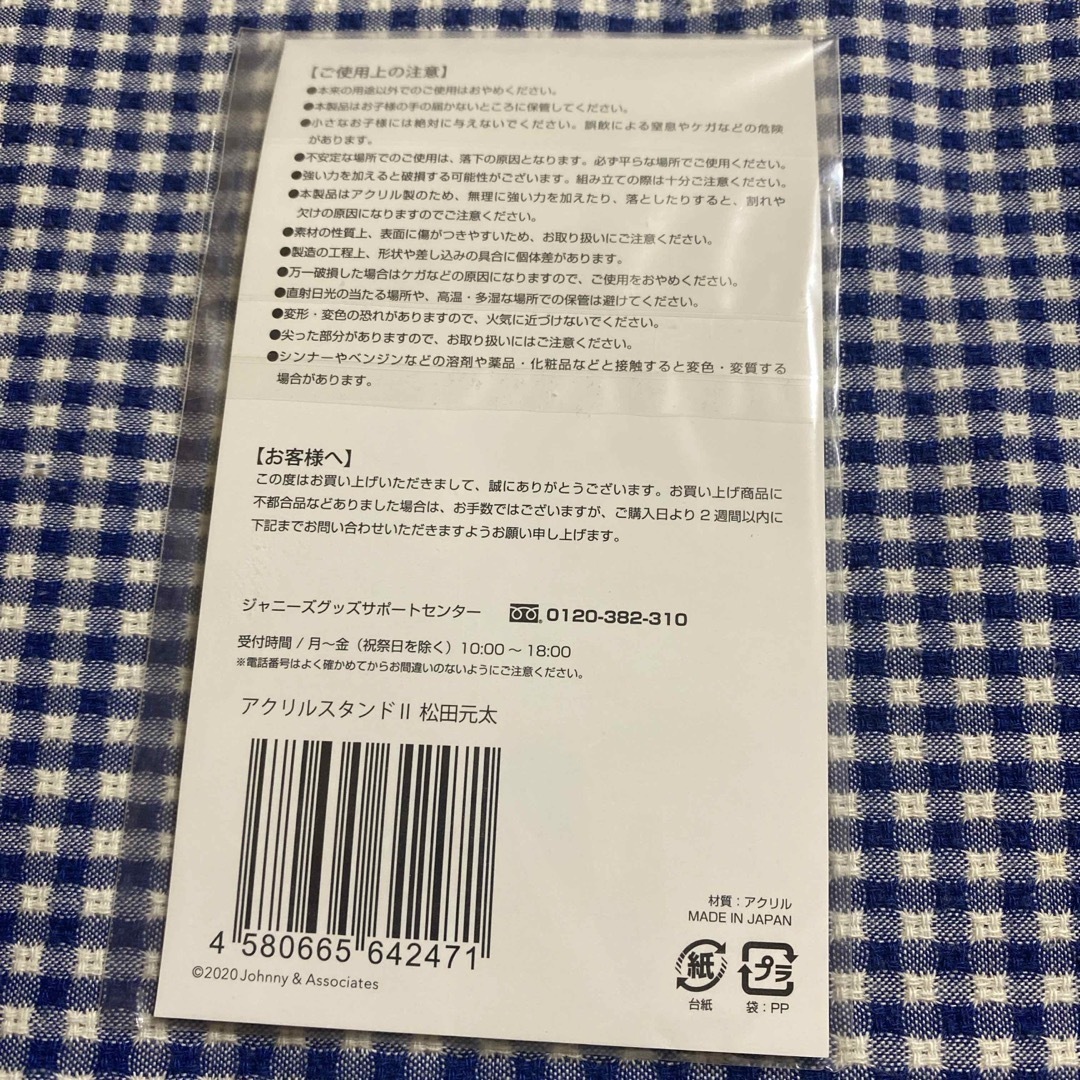 【ご使用上の注意】
●本来の用途以外でのご使用はおやめください。
●本製品はお子様の手の届かないところに保管してください。
●小さなお子様には絶対に与えないでください。誤飲による窒息やケガなどの危険
があります。
●不安定な場所でのご使用は、落下の原因となります。必ず平らな場所でご使用ください。
●強い力を加えると破損する可能性がございます。組み立ての際は十分ご注意ください。
●本製品はアクリル製のため、無理に強い力を加えたり、落としたりすると、割れや
欠けの原因になりますのでご注意ください。
●素材の性質上、表面に傷がつきやすいため、お取り扱いにご注意ください。
●製造の工程上、形状や差し込みの具合に個体差があります。
●万一破損した場合はケガなどの原因になりますので、ご使用をおやめください。
●直射日光の当たる場所や、高温・多湿な場所での保管は避けてください。
●変形・変色の恐れがありますので、火気に近づけないでください。
●尖った部分がありますので、お取り扱いにはご注意ください。
●シンナーやベンジンなどの溶剤や薬品・化粧品などと接触すると変色・変質する
場合があります。
【お客様へ】
この度はお買い上げいただきまして、誠にありがとうございます。お買い上げ商品に
不都合品などありました場合は、お手数ではございますが、ご購入日より2週間以内に
下記までお問い合わせいただきますようお願い申し上げます。
ジャニーズグッズサポートセンター 0120-382-310
受付時間 / 月〜金（祝祭日を除く）10:00 〜 18:00
※電話番号はよく確かめてからお間違いのないようにご注意ください。
アクリルスタンドⅡ 松田元太
4 580665 642471
©2020 Johnny & Associates
材質：アクリル
MADE IN JAPAN
紙 プラ
台紙 袋：PP